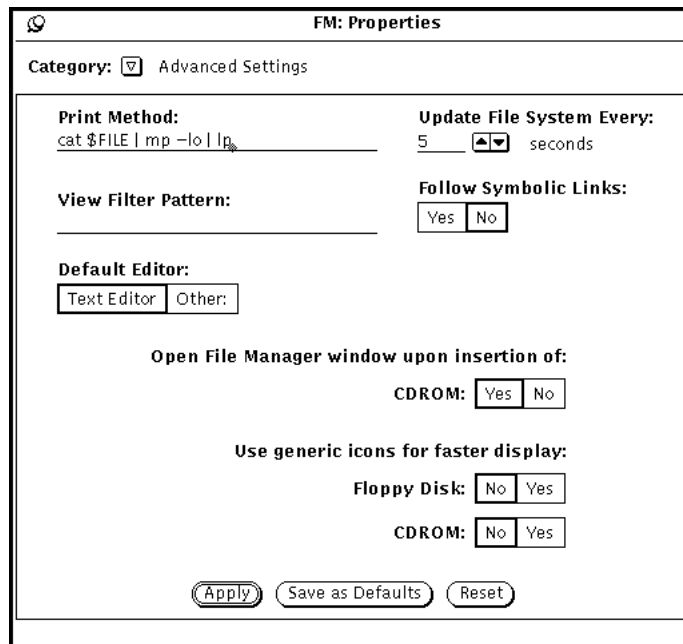 FM: Properties
Category: Advanced Settings
Print Method:
cat $FILE | mp –lo | lp
Update File System Every:
5 seconds
View Filter Pattern:
Follow Symbolic Links:
Yes No
Default Editor:
Text Editor Other:
Open File Manager window upon insertion of:
CDROM: Yes No
Use generic icons for faster display:
Floppy Disk: No Yes
CDROM: No Yes
Apply Save as Defaults Reset